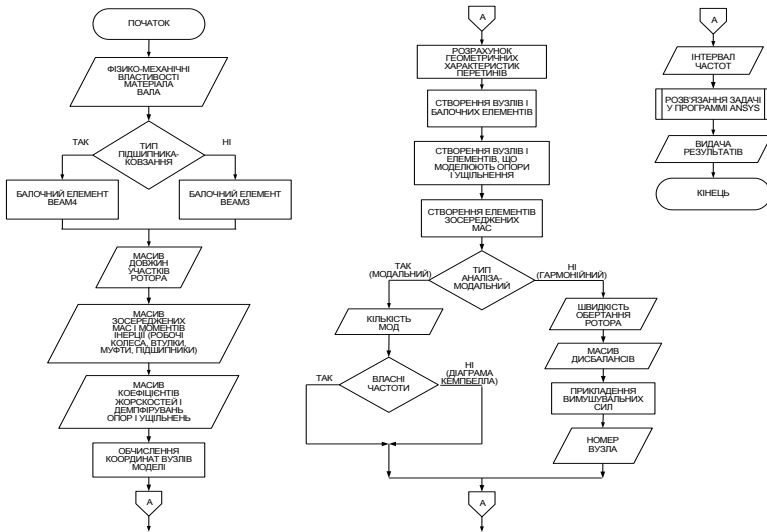 ПОЧАТОК
ФІЗИКО-МЕХАНІЧНІ
ВЛАСТИВОСТІ
МАТЕРІАЛА
ВАЛА
ТАК
ТИП
ПІДШИПНИКА-
КОВЗАННЯ
НІ
БАЛОЧНИЙ ЕЛЕМЕНТ
BEAM4
БАЛОЧНИЙ ЕЛЕМЕНТ
BEAM3
МАСИВ
ДОВЖИН
УЧАСТКІВ
РОТОРА
МАСИВ
ЗОСЕРЕДЖЕНИХ
МАС І МОМЕНТІВ
ІНЕРЦІЇ (РОБОЧІ
КОЛЕСА, ВТУЛКИ,
МУФТИ, ПІДШИПНИКИ)
МАСИВ
КОЕФІЦІЄНТІВ
ЖОРСКОСТЕЙ І
ДЕМПФІРУВАНЬ
ОПОР І УЩІЛЬНЕНЬ
ОБЧИСЛЕННЯ
КООРДИНАТ ВУЗЛІВ
МОДЕЛІ
А
А
РОЗРАХУНОК
ГЕОМЕТРИЧНИХ
ХАРАКТЕРИСТИК
ПЕРЕТИНІВ
СТВОРЕННЯ ВУЗЛІВ І
БАЛОЧНИХ ЕЛЕМЕНТІВ
СТВОРЕННЯ ВУЗЛІВ І
ЕЛЕМЕНТІВ, ЩО
МОДЕЛЮЮТЬ ОПОРИ
І УЩІЛЬНЕННЯ
СТВОРЕННЯ ЕЛЕМЕНТІВ
ЗОСЕРЕДЖЕНИХ
МАС
ТАК
(МОДАЛЬНИЙ)
ТИП
АНАЛІЗА-
МОДАЛЬНИЙ
НІ
(ГАРМОНІЙНИЙ)
КІЛЬКІСТЬ
МОД
ТАК
ВЛАСНІ
ЧАСТОТИ
НІ
(ДІАГРАМА
КЕМПБЕЛЛА)
ШВИДКІСТЬ
ОБЕРТАННЯ
РОТОРА
МАСИВ
ДИСБАЛАНСІВ
ПРИКЛАДЕННЯ
ВИМУШУВАЛЬНИХ
СИЛ
НОМЕР
ВУЗЛА
А
А
ІНТЕРВАЛ
ЧАСТОТ
РОЗВ'ЯЗАННЯ ЗАДАЧІ
У ПРОГРАММІ ANSYS
ВИДАЧА
РЕЗУЛЬТАТІВ
КІНЕЦЬ